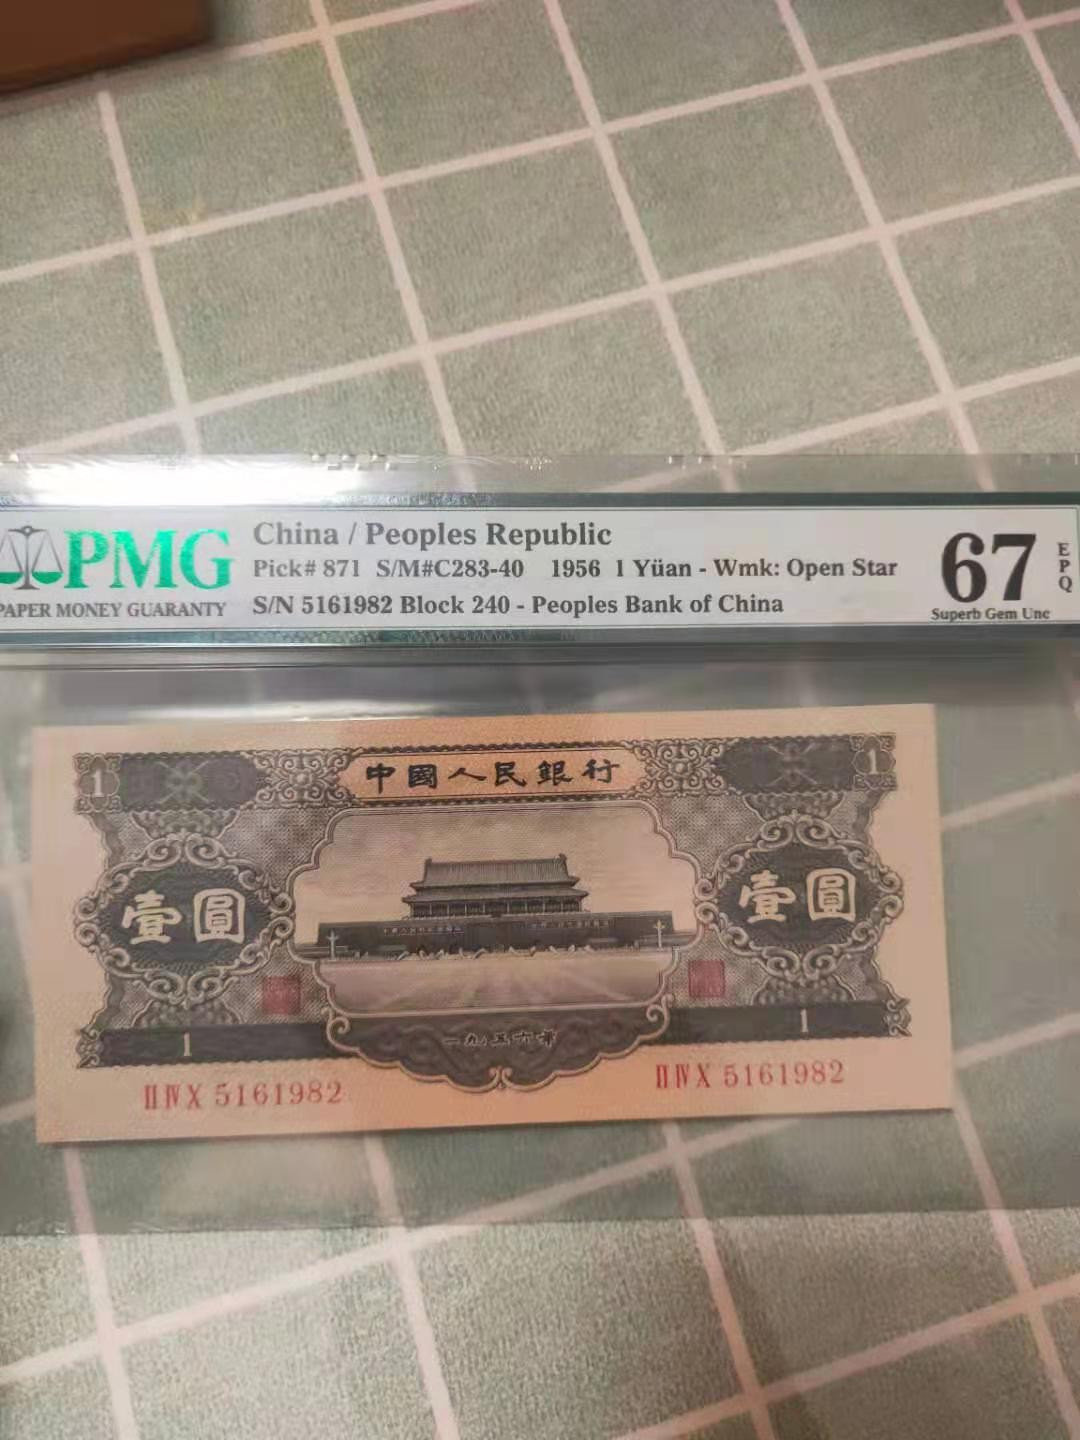 PMG
PAPER MONEY GUARANTY
China / Peoples Republic
Pick# 871 S/M#C283-40 1956 1 Yüan - Wmk: Open Star
S/N 5161982 Block 240 - Peoples Bank of China
67
EPQ
Superb Gem Unc
中國人民銀行
1
1
壹圓
壹圓
1
1
一九五六年
ⅡⅣⅩ 5161982
ⅡⅣⅩ 5161982